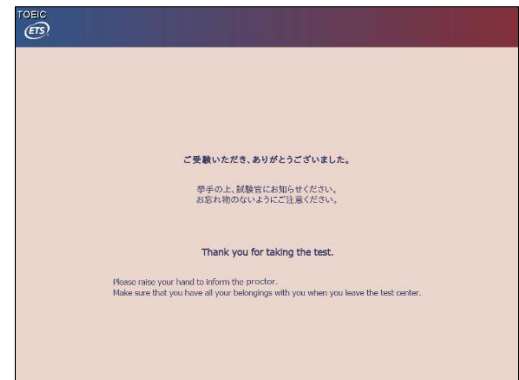 TOEIC
ETS
ご受験いただき、ありがとうございました。
挙手の上、試験官にお知らせください。
お忘れ物のないようにご注意ください。
Thank you for taking the test.
Please raise your hand to inform the proctor.
Make sure that you have all your belongings with you when you leave the test center.